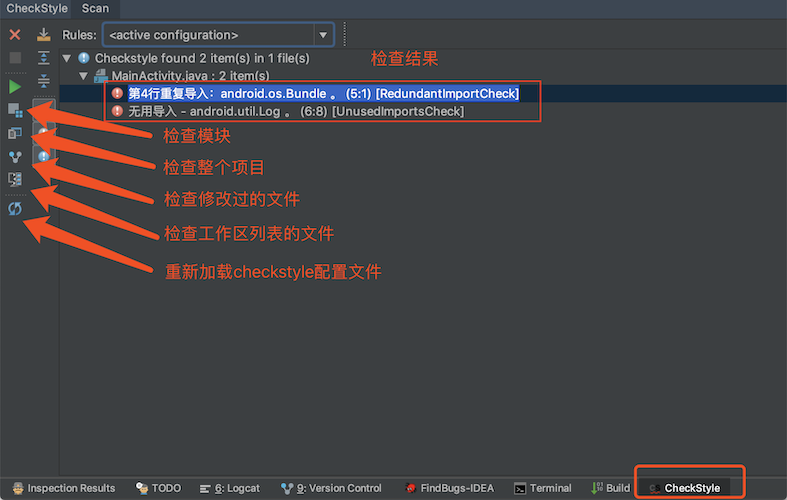 CheckStyle Scan
Rules: <active configuration>
检查结果
Checkstyle found 2 item(s) in 1 file(s)
MainActivity.java : 2 item(s)
第4行重复导入：android.os.Bundle 。 (5:1) [RedundantImportCheck]
无用导入 - android.util.Log 。 (6:8) [UnusedImportsCheck]
检查模块
检查整个项目
检查修改过的文件
检查工作区列表的文件
重新加载checkstyle配置文件
Inspection Results TODO 6: Logcat 9: Version Control FindBugs-IDEA Terminal Build CheckStyle